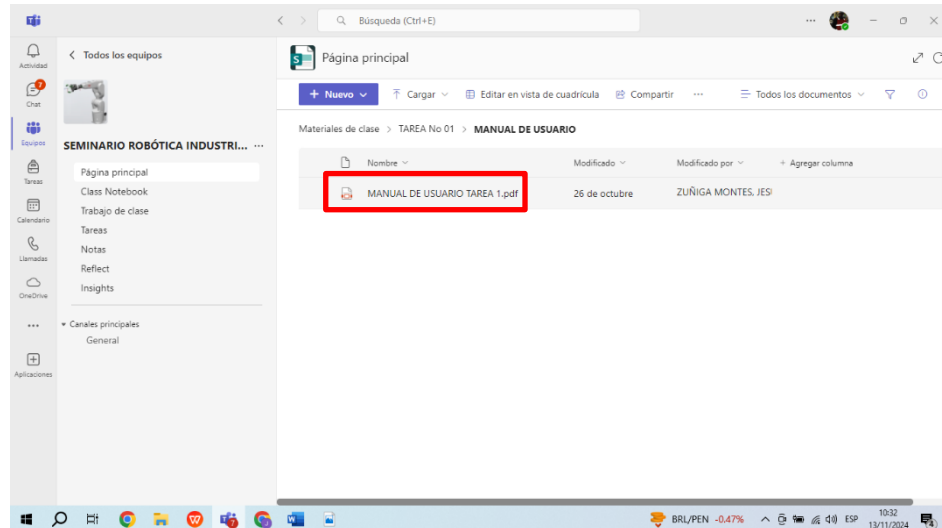 Búsqueda (Ctrl+E)
Actividad
7
Chat
Equipos
Tareas
Calendario
Llamadas
OneDrive
Aplicaciones
Todos los equipos
SEMINARIO ROBÓTICA INDUSTRI... ...
Página principal
Class Notebook
Trabajo de clase
Tareas
Notas
Reflect
Insights
Canales principales
General
Página principal
+ Nuevo Cargar Editar en vista de cuadrícula Compartir ... Todos los documentos
Materiales de clase > TAREA No 01 > MANUAL DE USUARIO
Nombre Modificado Modificado por + Agregar columna
MANUAL DE USUARIO TAREA 1.pdf 26 de octubre ZUÑIGA MONTES, JES
BRL/PEN -0.47% ESP 10:32
13/11/2024